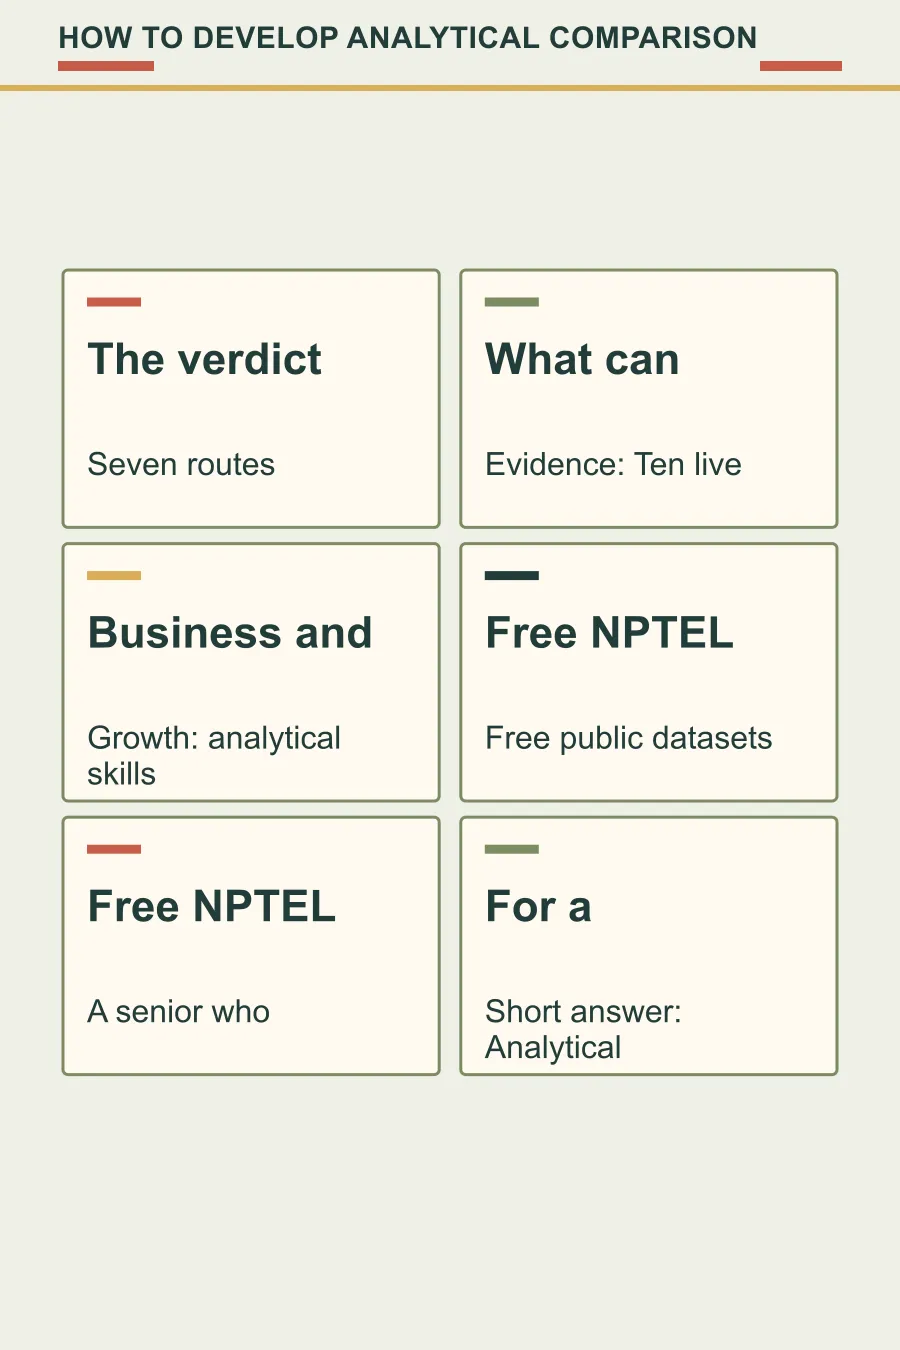 HOW TO DEVELOP ANALYTICAL COMPARISON
The verdict
Seven routes
What can
Evidence: Ten live
Business and
Growth: analytical
skills
Free NPTEL
Free public datasets
Free NPTEL
A senior who
For a
Short answer:
Analytical